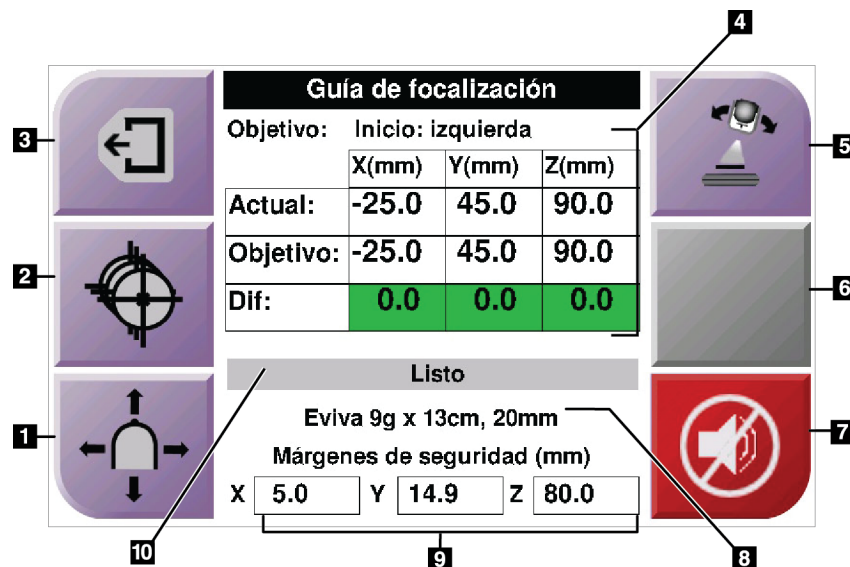 4
Guía de focalización
Objetivo: Inicio: izquierda
3
5
X(mm) Y(mm) Z(mm)
Actual: -25.0 45.0 90.0
Objetivo: -25.0 45.0 90.0
2
6
Dif: 0.0 0.0 0.0
Listo
Eviva 9g x 13cm, 20mm
1
7
Márgenes de seguridad (mm)
X 5.0 Y 14.9 Z 80.0
10
9
8